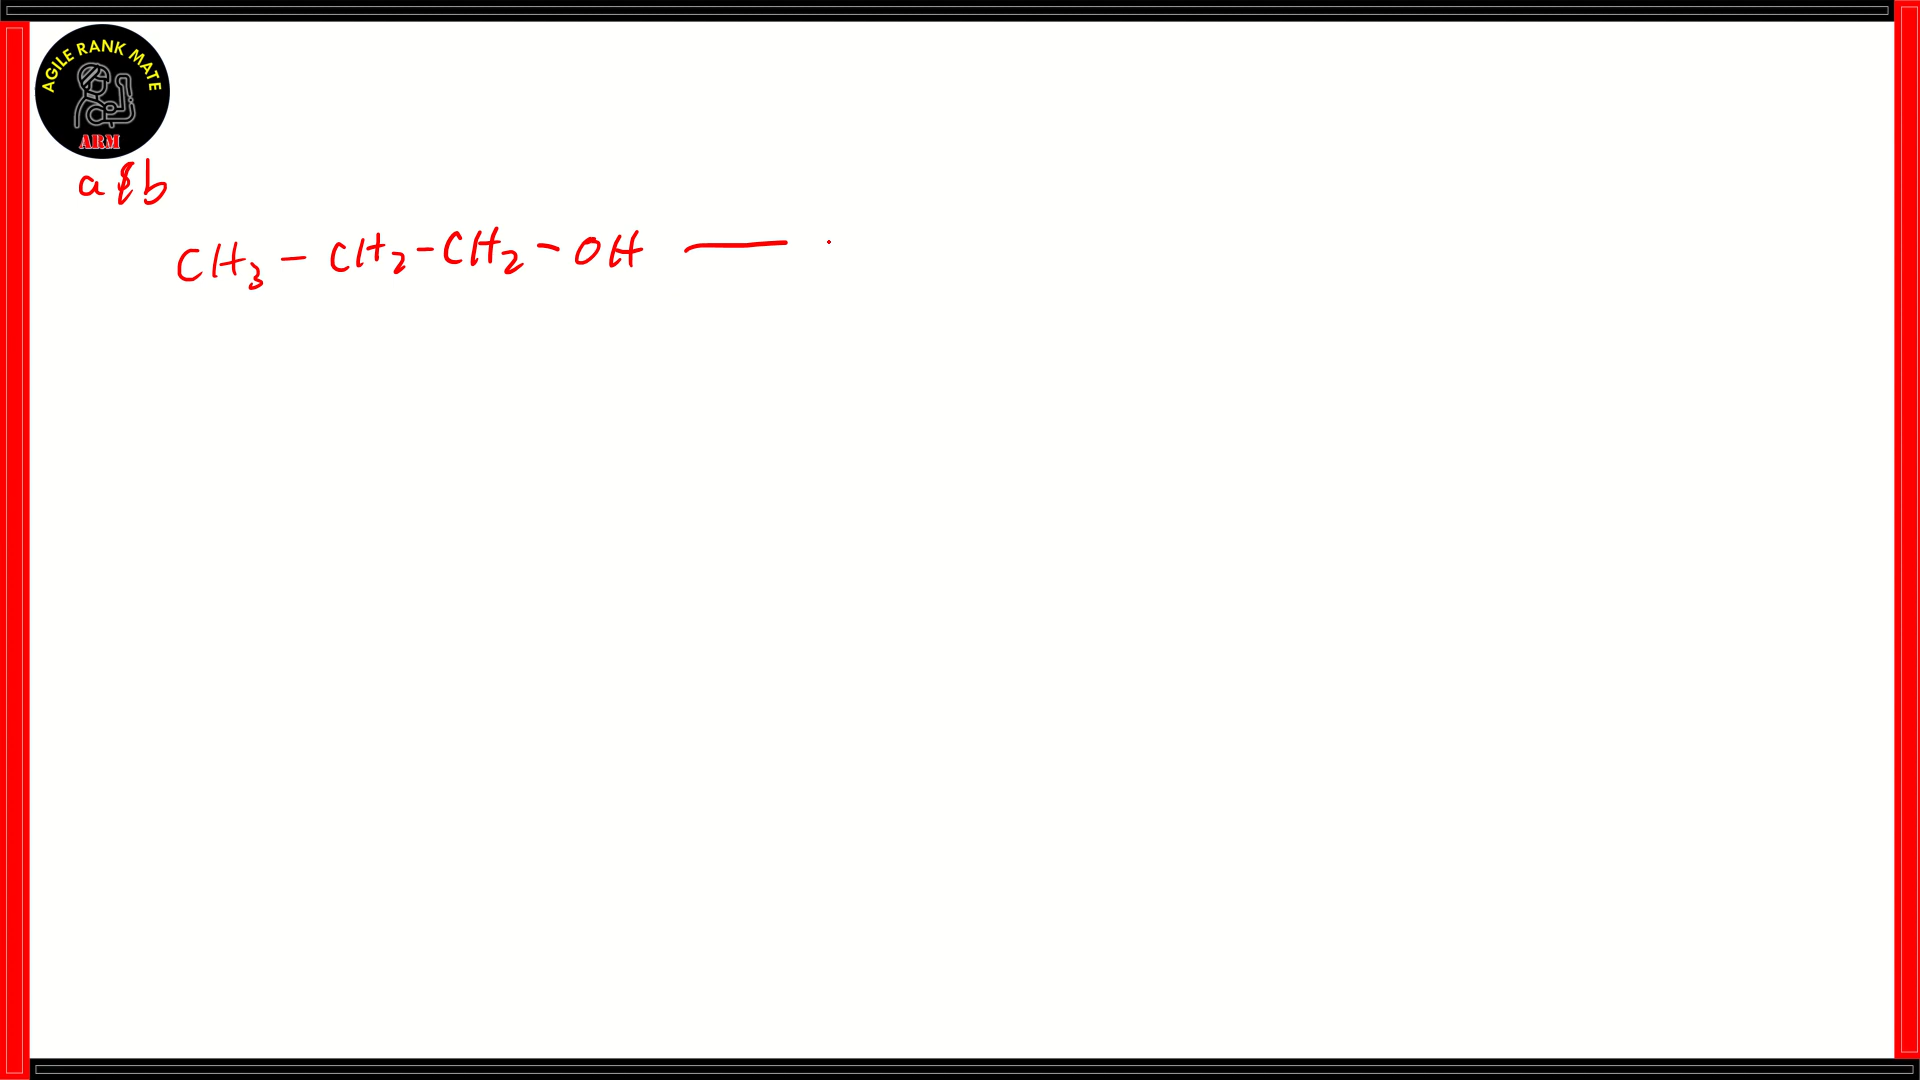 AGILE RANK MATE
ARM
a & b
CH₃ – CH₂ – CH₂ – OH —